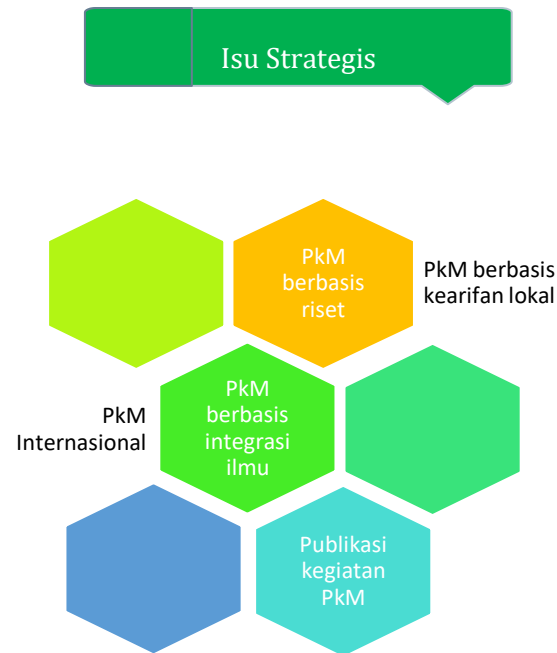 Isu Strategis
PkM
berbasis
riset
PkM berbasis
kearifan lokal
PkM
Internasional
PkM
berbasis
integrasi
ilmu
Publikasi
kegiatan
PkM